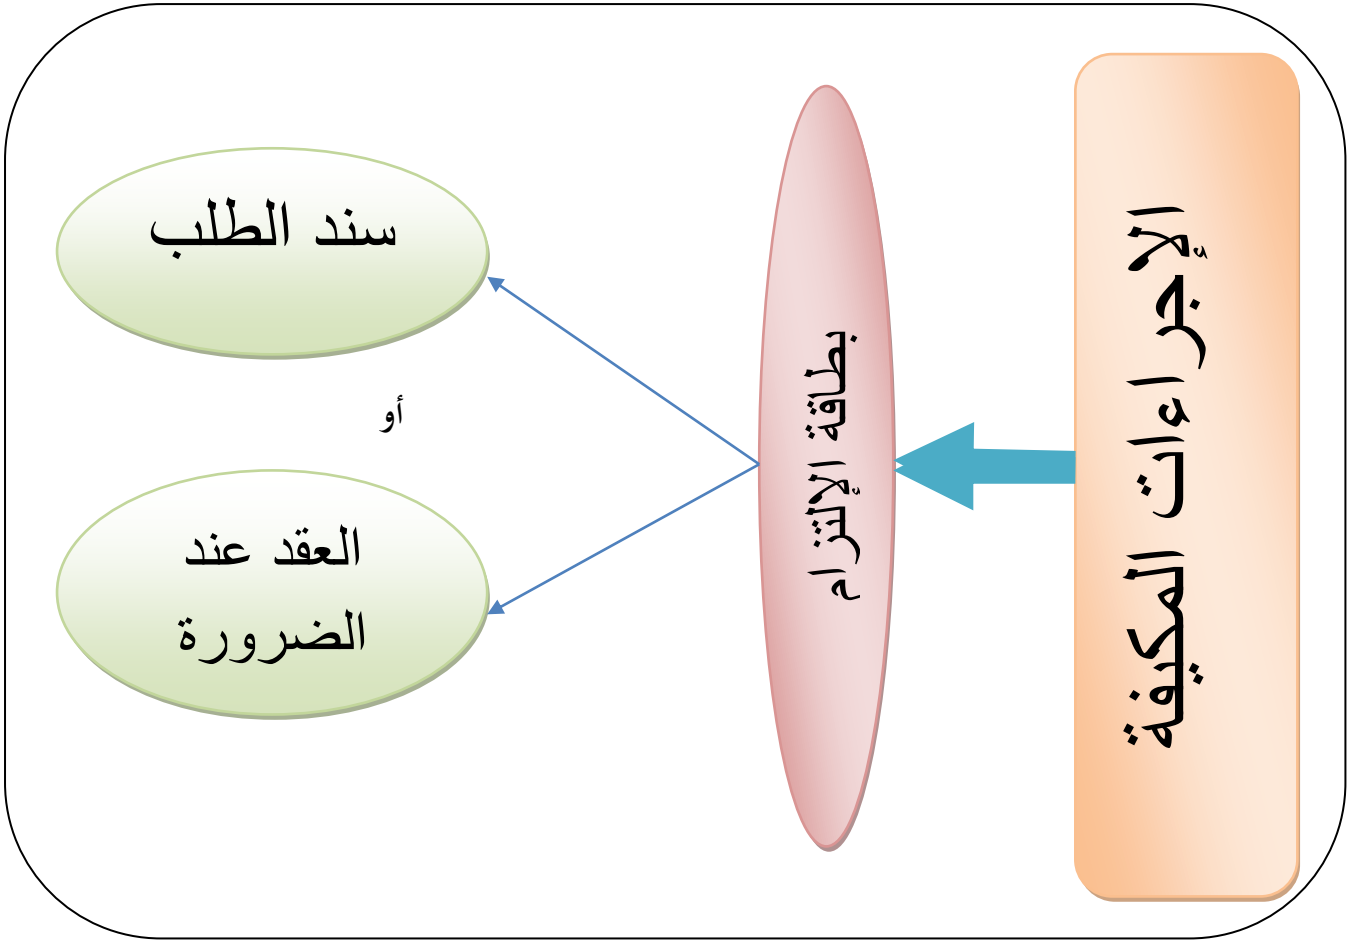 الإجراءات المكيفة
بطاقة الإلتزام
سند الطلب
أو
العقد عند
الضرورة